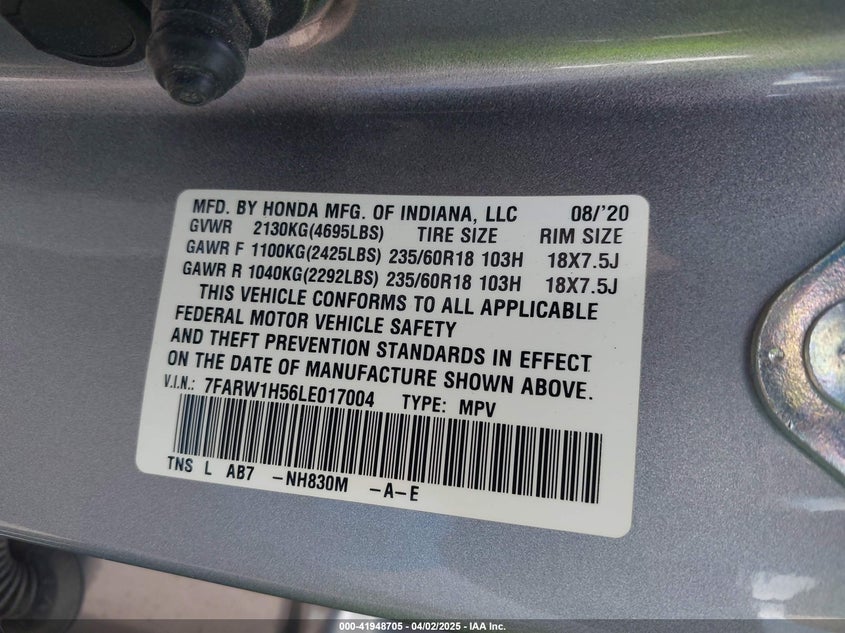 MFD. BY HONDA MFG. OF INDIANA, LLC 08/'20
GVWR 2130KG(4695LBS) TIRE SIZE RIM SIZE
GAWR F 1100KG(2425LBS) 235/60R18 103H 18X7.5J
GAWR R 1040KG(2292LBS) 235/60R18 103H 18X7.5J
THIS VEHICLE CONFORMS TO ALL APPLICABLE
FEDERAL MOTOR VEHICLE SAFETY
AND THEFT PREVENTION STANDARDS IN EFFECT
ON THE DATE OF MANUFACTURE SHOWN ABOVE.
V.I.N.: 7FARW1H56LE017004 TYPE: MPV
TNS L AB7 -NH830M -A-E
000-41948705 - 04/02/2025 - IAA Inc.